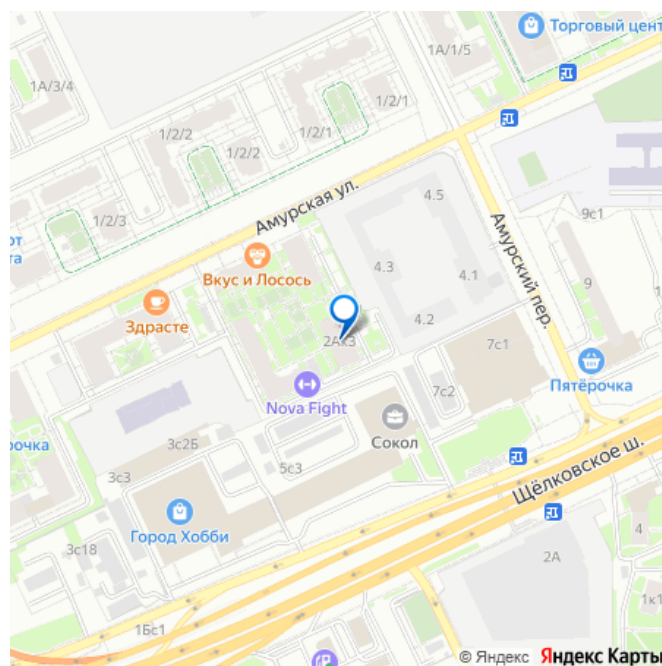 Торговый цент
1А/1/5
1А/3/4
1/2/1
1/2/2
1/2/1
1/2/2
1/2/3
4.5
Амурская ул.
Амурский пер.
9с1
от
та
4.3
4.1
9
Вкус и Лосось
Здрасте
4.2
2Ак3
7с1
Пятёрочка
7с2
Nova Fight
Сокол
рочка
3с2Б
5с3
3с3
Щёлковское ш.
Город Хобби
3с18
2А
4
1к1
1Бс1
© Яндекс Яндекс Карты